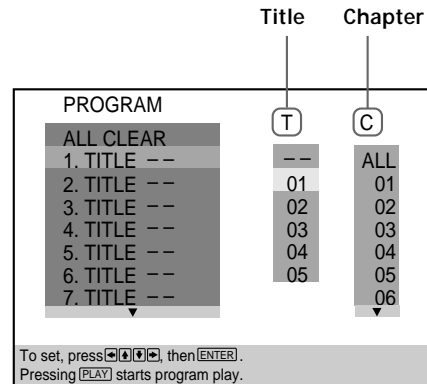 Title Chapter
PROGRAM
T C
ALL CLEAR
1. TITLE – – – – ALL
2. TITLE – – 01 01
3. TITLE – – 02 02
4. TITLE – – 03 03
5. TITLE – – 04 04
6. TITLE – – 05 05
7. TITLE – – 06
To set, press, then ENTER.
Pressing PLAY starts program play.